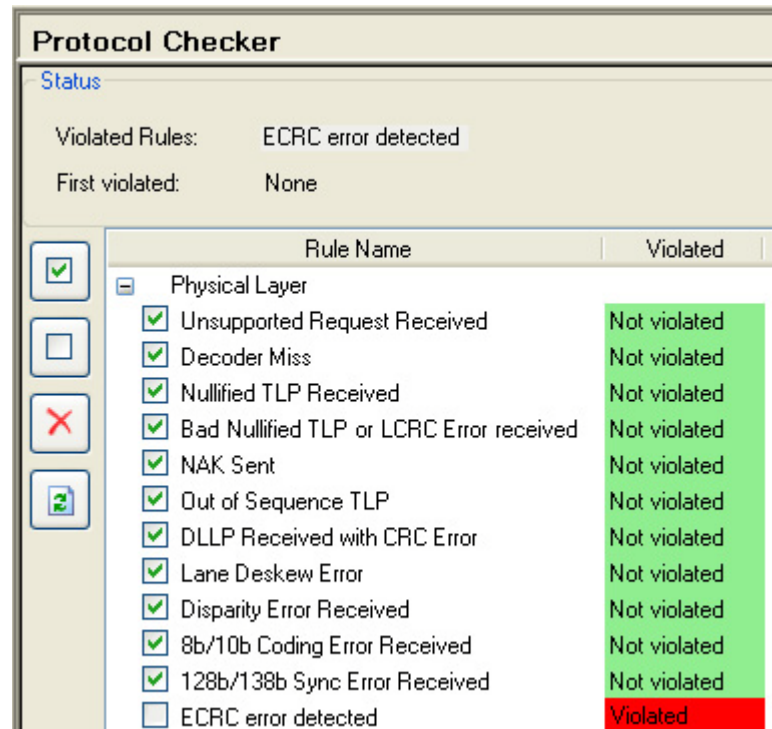 Protocol Checker
Status
Violated Rules: ECRC error detected
First violated: None
Rule Name Violated
Physical Layer
Unsupported Request Received Not violated
Decoder Miss Not violated
Nullified TLP Received Not violated
Bad Nullified TLP or LCRC Error received Not violated
NAK Sent Not violated
Out of Sequence TLP Not violated
DLLP Received with CRC Error Not violated
Lane Deskew Error Not violated
Disparity Error Received Not violated
8b/10b Coding Error Received Not violated
128b/138b Sync Error Received Not violated
ECRC error detected Violated